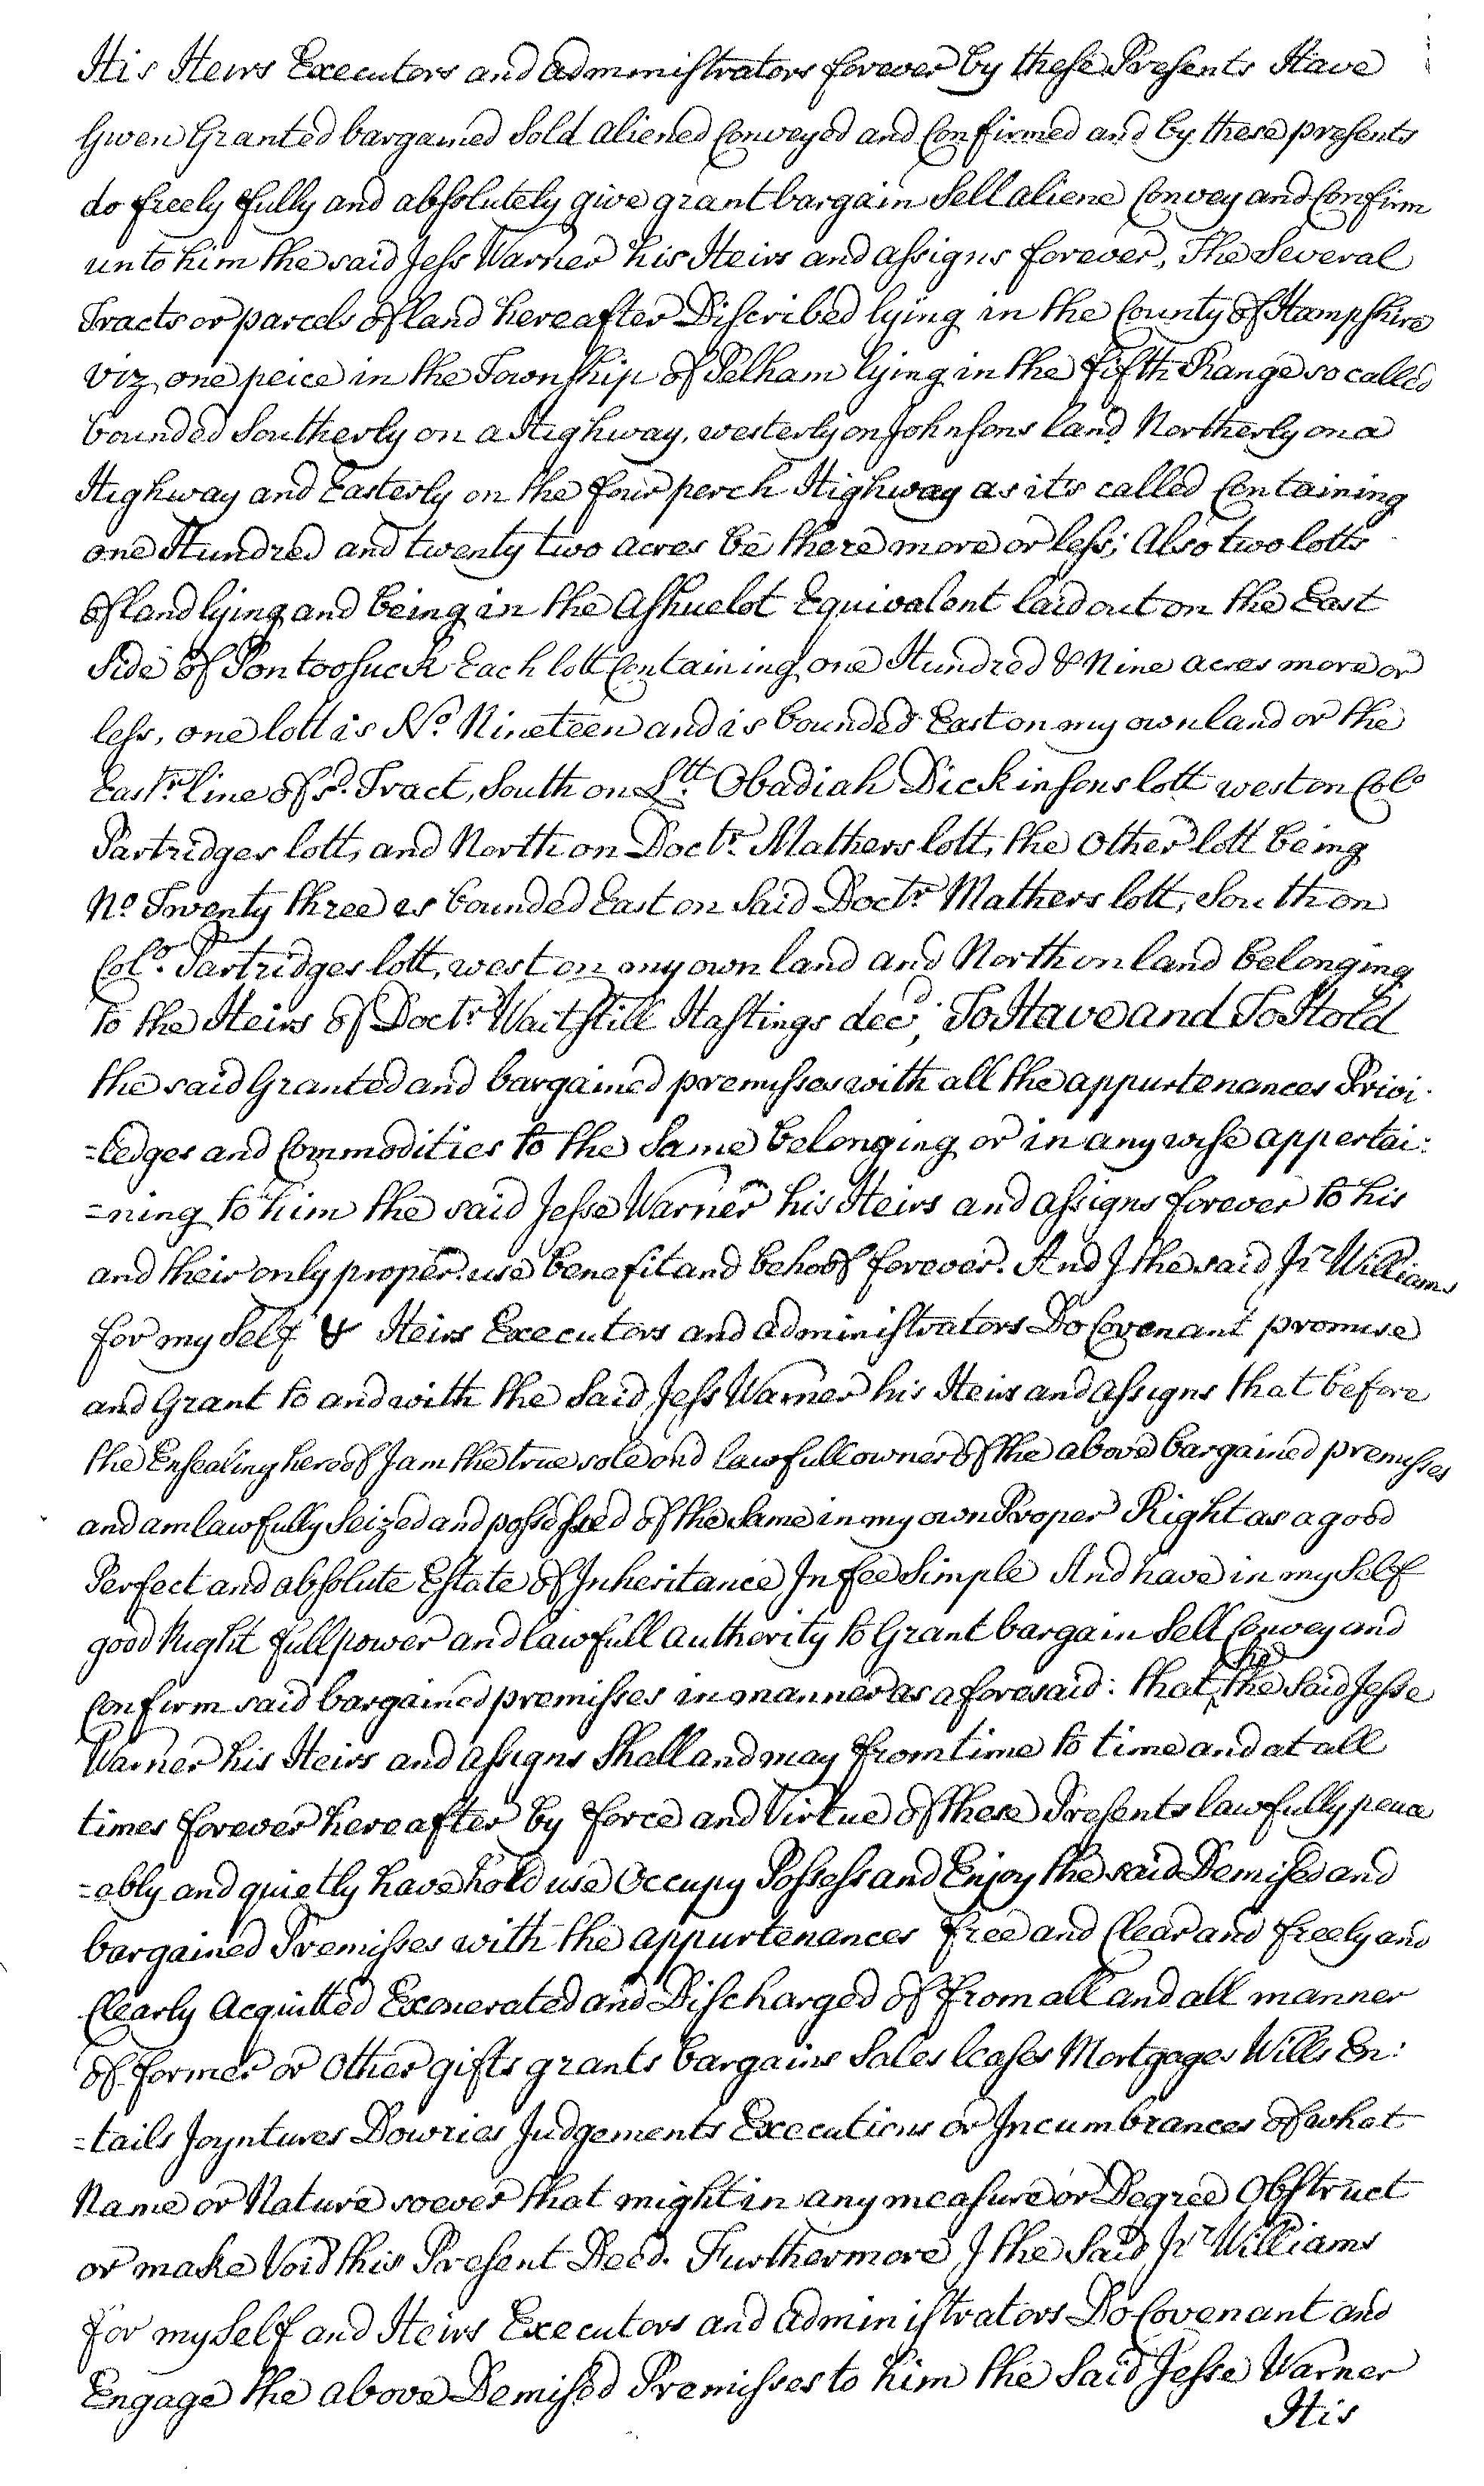 His Heirs Executors and administrators forever by these Presents Have
Given Granted bargained Sold aliened Conveyed and Confirmed and by these presents
do freely fully and absolutely give grant bargain Sell aliene Convey and Confirm
unto him the said Jess Warner his Heirs and assigns forever, The Several
Tracts or parcels of land hereafter Discribed lying in the County of Hampshire
Viz, one peice in the Township of Pelham lying in the fifth Range so called
bounded Southerly on a Highway, westerly on Johnsons land Northerly on a
Highway and Easterly on the four perch Highway as it's called Containing
one Hundred and twenty two acres be there more or less; Also two lotts
of land lying and being in the Ashuelot Equivalent laid out on the East
Side of Pontoosuck Each lott Containing one Hundred & Nine acres more or
less, one lott is No. Nineteen and is bounded East on my own land or the
Eastr. line of sd. Tract, South on Ltt. Obadiah Dickinsons lott west on Colo
Partridges lott, and North on Doctr. Mathers lott, the Other lott being
No. Twenty three is bounded East on Said Doctr Mathers lott, South on
Colo. Partridges lott, west on my own land and North on land belonging
to the Heirs of Doctr Waitstill Hastings decd; To Have and To Hold
the said Granted and bargained premisses with all the appurtenances Privi-
=ledges and Commodities to the Same belonging or in any wise appertai:
=ning to him the said Jesse Warner his Heirs and assigns forever to his
and their only proper use benefit and behoof forever. And I the said Jr Williams
for my Self & Heirs Executors and administrators Do Covenant promise
and Grant to and with the Said Jess Warner his Heirs and assigns that before
the Ensealing hereof I am the true sole and lawfull owner of the above bargained premisses
and am lawfully Seized and possessed of the Same in my own Proper Right as a good
Perfect and absolute Estate of Inheritance In fee Simple And have in my Self
good Right full power and lawfull authority to Grant bargain Sell Convey and
Confirm said bargained premisses in manner as aforesaid: that the Said Jesse
Warner his Heirs and assigns Shall and may from time to time and at all
times forever hereafter by force and Virtue of these Presents lawfully peace
=ably and quietly have hold use Occupy Possess and Enjoy the said Demised and
bargained Premisses with the appurtenances free and Clear and freely and
Clearly Acquitted Exonerated and Discharged of from all and all manner
of former or Other gifts grants bargains Sales leases Mortgages Wills En:
=tails Joyntures Dowries Judgements Executions or Incumbrances of what
Name or Nature soever that might in any measure or Degree Obstruct
or make Void this Present Deed. Furthermore I the Said Jr Williams
for my Self and Heirs Executors and administrators Do Covenant and
Engage the above Demised Premisses to him the Said Jesse Warner
His